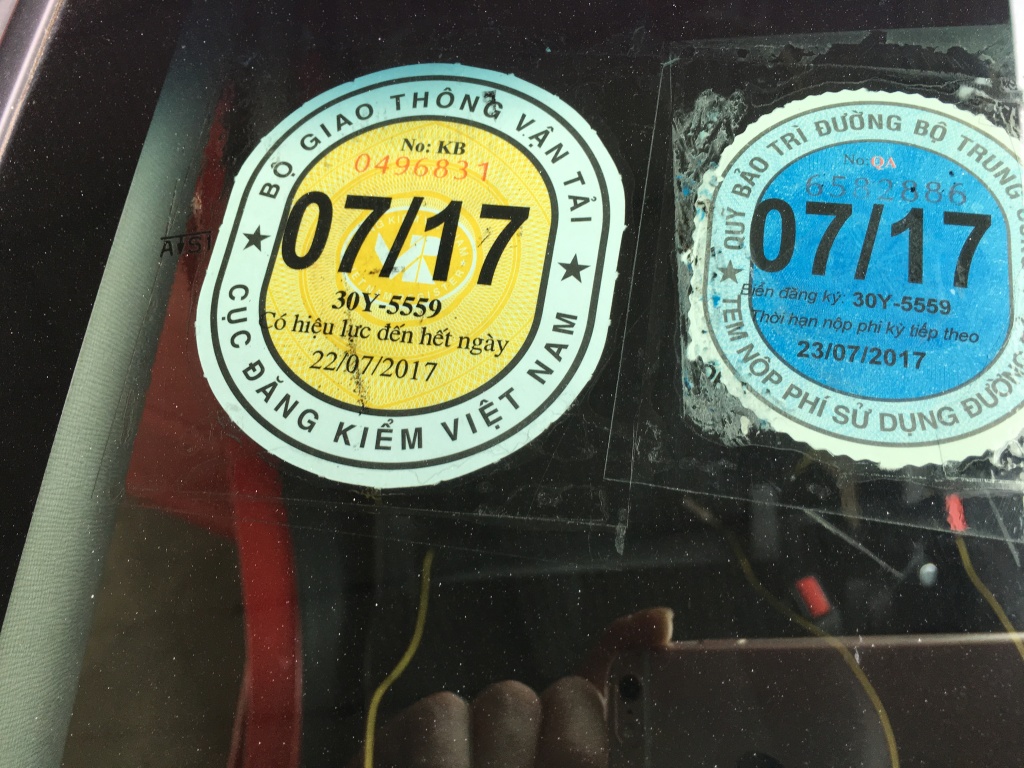 BỘ GIAO THÔNG VẬN TẢI
No: KB
0496831
07/17
30Y-5559
Có hiệu lực đến hết ngày
22/07/2017
CỤC ĐĂNG KIỂM VIỆT NAM
QUỸ BẢO TRÌ ĐƯỜNG BỘ TRUNG
No: QA
6582886
07/17
Biển đăng ký: 30Y-5559
Thời hạn nộp phí kỳ tiếp theo
23/07/2017
TEM NỘP PHÍ SỬ DỤNG ĐƯỜNG